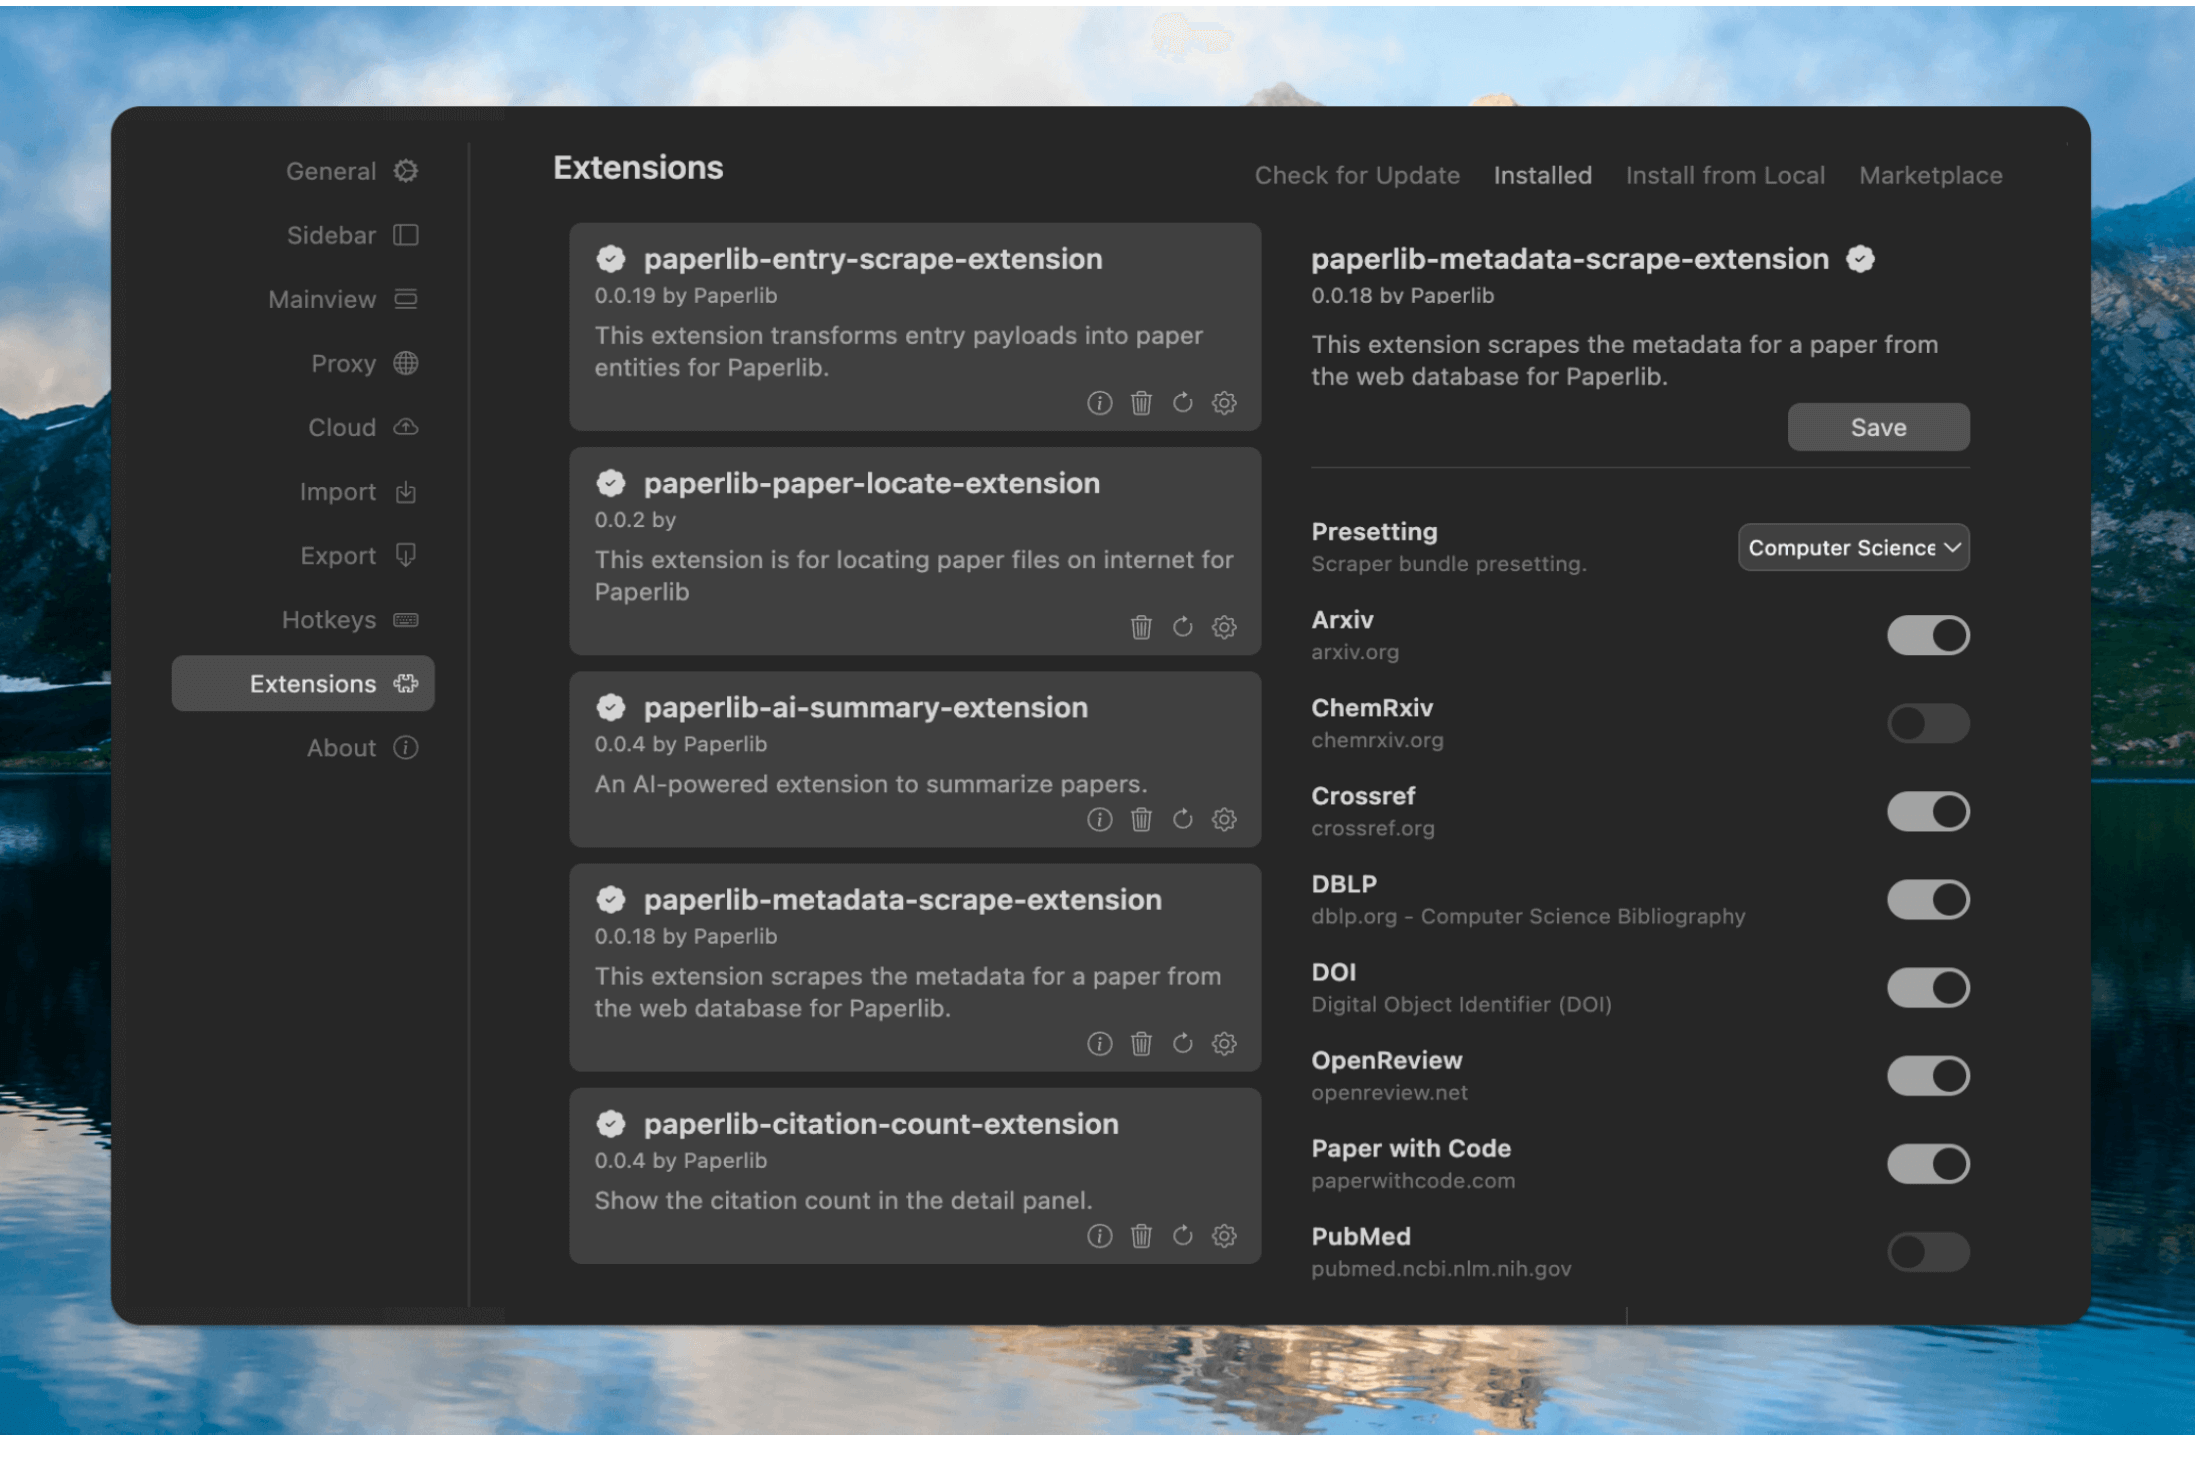 General
Sidebar
Mainview
Proxy
Cloud
Import
Export
Hotkeys
Extensions
About
Extensions
Check for Update
Installed
Install from Local
Marketplace
paperlib-entry-scrape-extension
0.0.19 by Paperlib
This extension transforms entry payloads into paper
entities for Paperlib.
paperlib-paper-locate-extension
0.0.2 by
This extension is for locating paper files on internet for
Paperlib
paperlib-ai-summary-extension
0.0.4 by Paperlib
An AI-powered extension to summarize papers.
paperlib-metadata-scrape-extension
0.0.18 by Paperlib
This extension scrapes the metadata for a paper from
the web database for Paperlib.
paperlib-citation-count-extension
0.0.4 by Paperlib
Show the citation count in the detail panel.
paperlib-metadata-scrape-extension
0.0.18 by Paperlib
This extension scrapes the metadata for a paper from
the web database for Paperlib.
Save
Presetting
Scraper bundle presetting.
Computer Science
Arxiv
arxiv.org
ChemRxiv
chemrxiv.org
Crossref
crossref.org
DBLP
dblp.org - Computer Science Bibliography
DOI
Digital Object Identifier (DOI)
OpenReview
openreview.net
Paper with Code
paperwithcode.com
PubMed
pubmed.ncbi.nlm.nih.gov